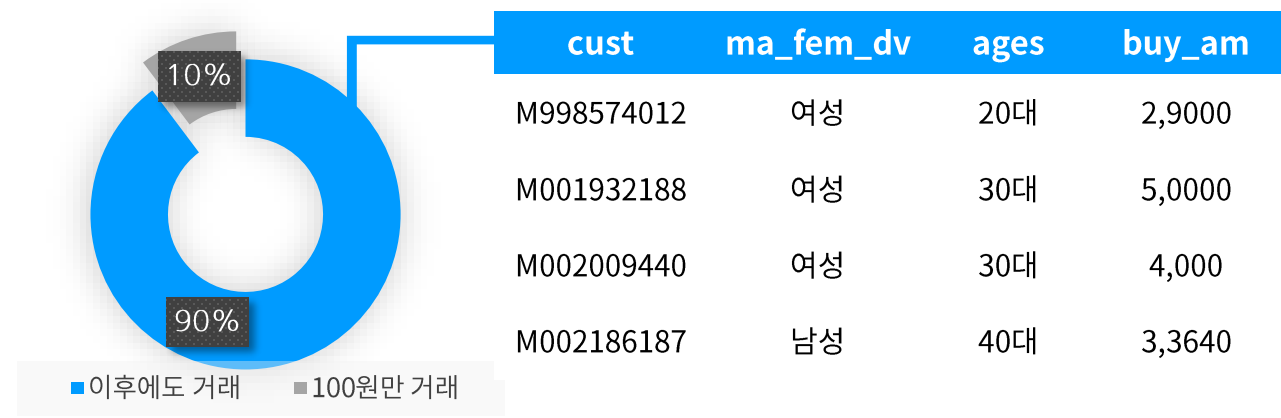 10%
90%
이후에도 거래 100원만 거래
cust ma_fem_dv ages buy_am
M998574012 여성 20대 2,9000
M001932188 여성 30대 5,0000
M002009440 여성 30대 4,000
M002186187 남성 40대 3,3640